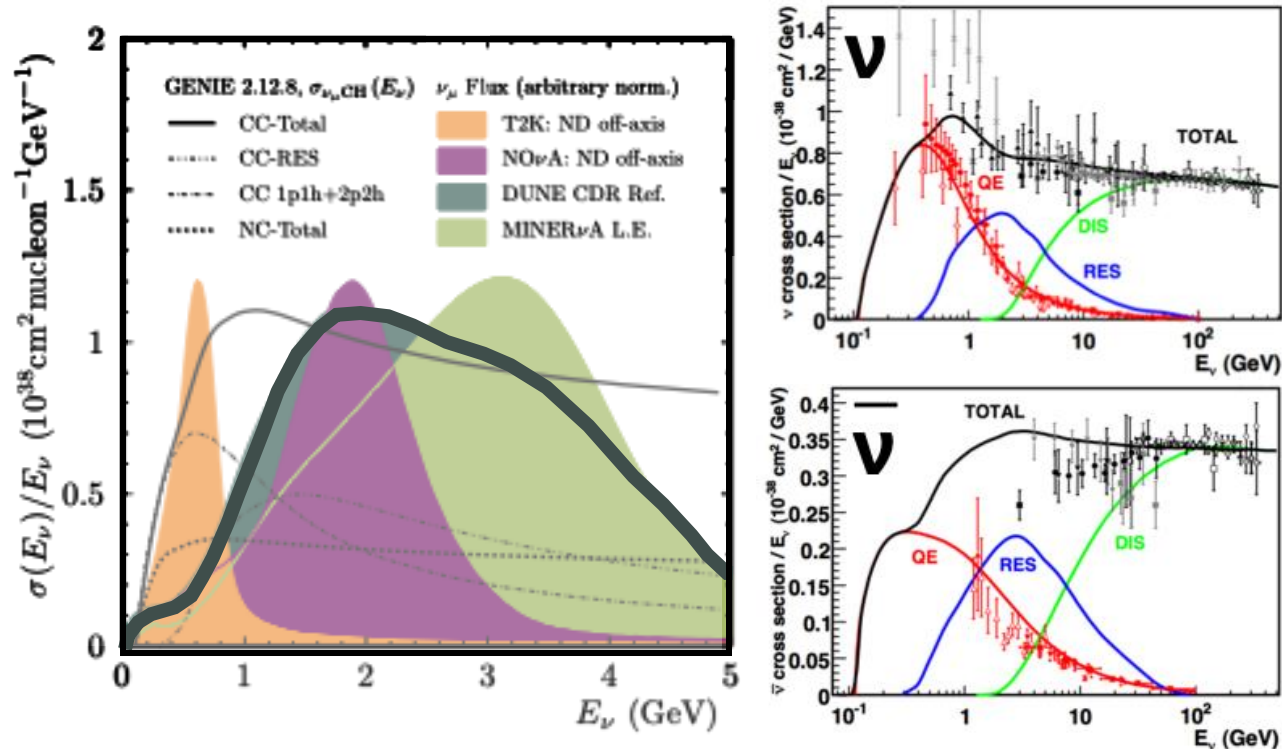 2
1.5
1
0.5
0
0 1 2 3 4 5
σ(Eν)/Eν (10³⁸cm² nucleon⁻¹GeV⁻¹)
Eν (GeV)
GENIE 2.12.8, σνμCH(Eν) νμ Flux (arbitrary norm.)
CC-Total T2K: ND off-axis
CC-RES NOνA: ND off-axis
CC 1p1h+2p2h DUNE CDR Ref.
NC-Total MINERνA L.E.
ν cross section / Eν (10⁻³⁸ cm² / GeV)
1.4
1.2
1
0.8
0.6
0.4
0.2
0
ν
TOTAL
QE
DIS
RES
10⁻¹ 1 10 10²
Eν (GeV)
ν̄ cross section / Eν (10⁻³⁸ cm² / GeV)
0.4
0.35
0.3
0.26
0.2
0.15
0.1
0.05
0
ν̄
TOTAL
QE
RES
DIS
10⁻¹ 1 10 10²
Eν (GeV)